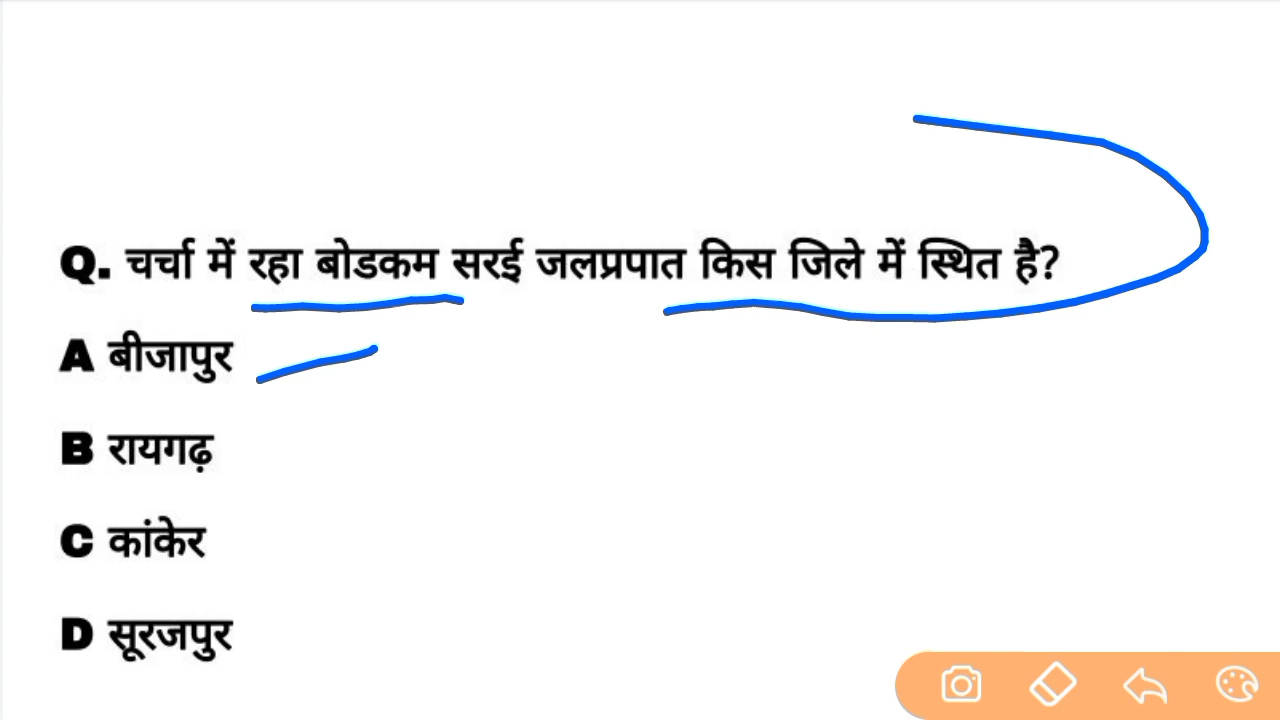 Q. चर्चा में रहा बोडकम सरई जलप्रपात किस जिले में स्थित है?
A बीजापुर
B रायगढ़
C कांकेर
D सूरजपुर